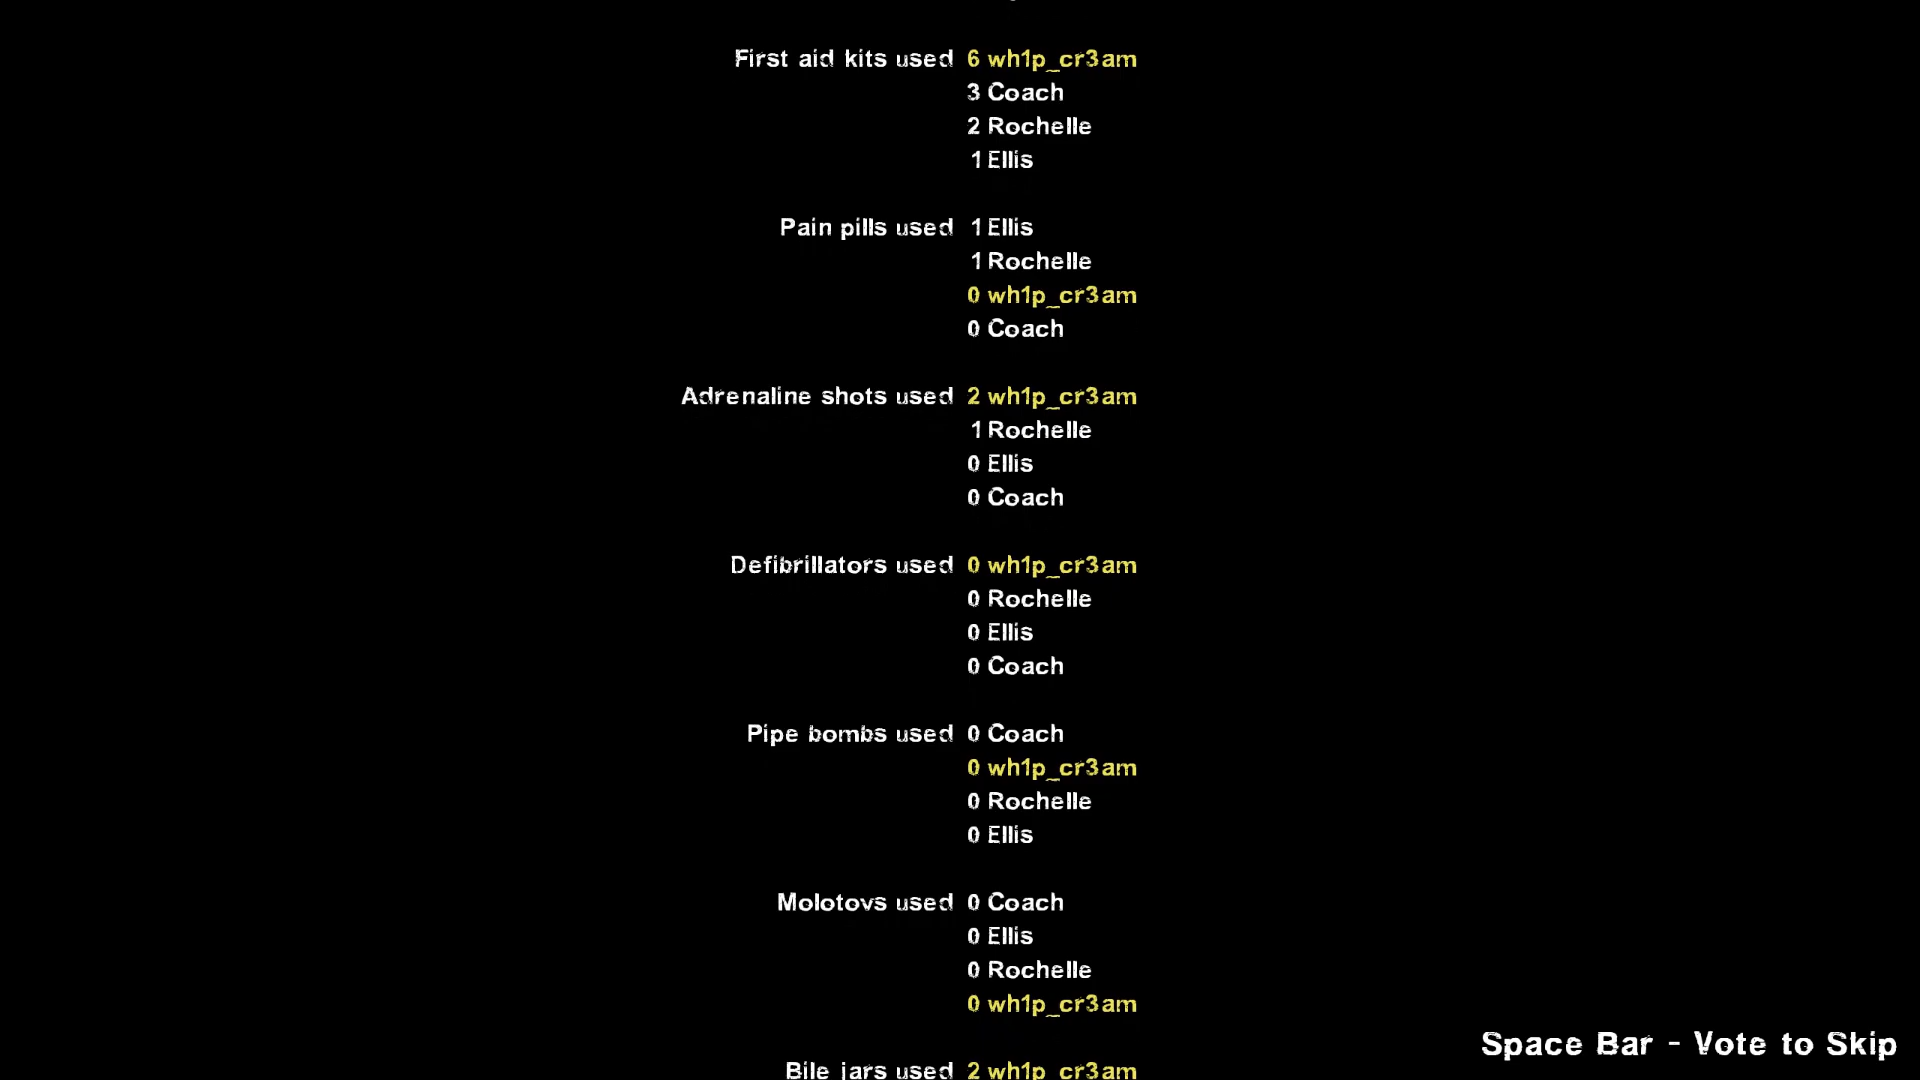 First aid kits used 6 wh1p_cr3am
3 Coach
2 Rochelle
1 Ellis
Pain pills used 1 Ellis
1 Rochelle
0 wh1p_cr3am
0 Coach
Adrenaline shots used 2 wh1p_cr3am
1 Rochelle
0 Ellis
0 Coach
Defibrillators used 0 wh1p_cr3am
0 Rochelle
0 Ellis
0 Coach
Pipe bombs used 0 Coach
0 wh1p_cr3am
0 Rochelle
0 Ellis
Molotovs used 0 Coach
0 Ellis
0 Rochelle
0 wh1p_cr3am
Space Bar - Vote to Skip
Bile jars used 2 wh1p_cr3am